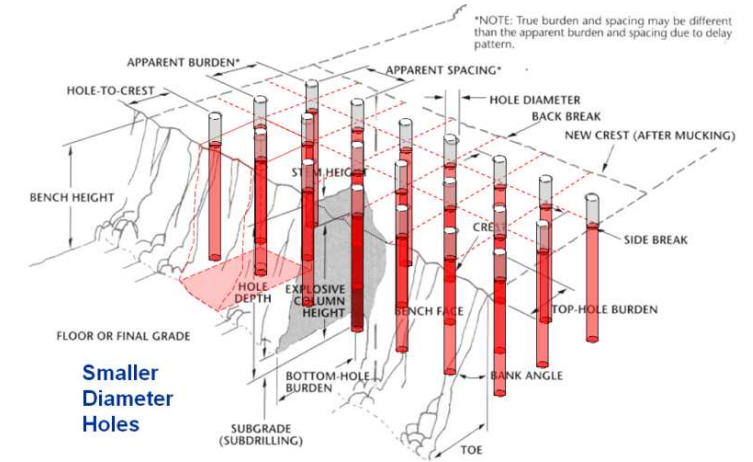 *NOTE: True burden and spacing may be different
than the apparent burden and spacing due to delay
pattern.
APPARENT BURDEN*
APPARENT SPACING*
HOLE-TO-CREST
HOLE DIAMETER
BACK BREAK
NEW CREST (AFTER MUCKING)
STEM HEIGHT
BENCH HEIGHT
CREST
SIDE BREAK
HOLE
DEPTH
EXPLOSIVE
COLUMN
HEIGHT
BENCH FACE
TOP-HOLE BURDEN
FLOOR OR FINAL GRADE
Smaller
Diameter
Holes
BOTTOM-HOLE
BURDEN
BANK ANGLE
SUBGRADE
(SUBDRILLING)
TOE